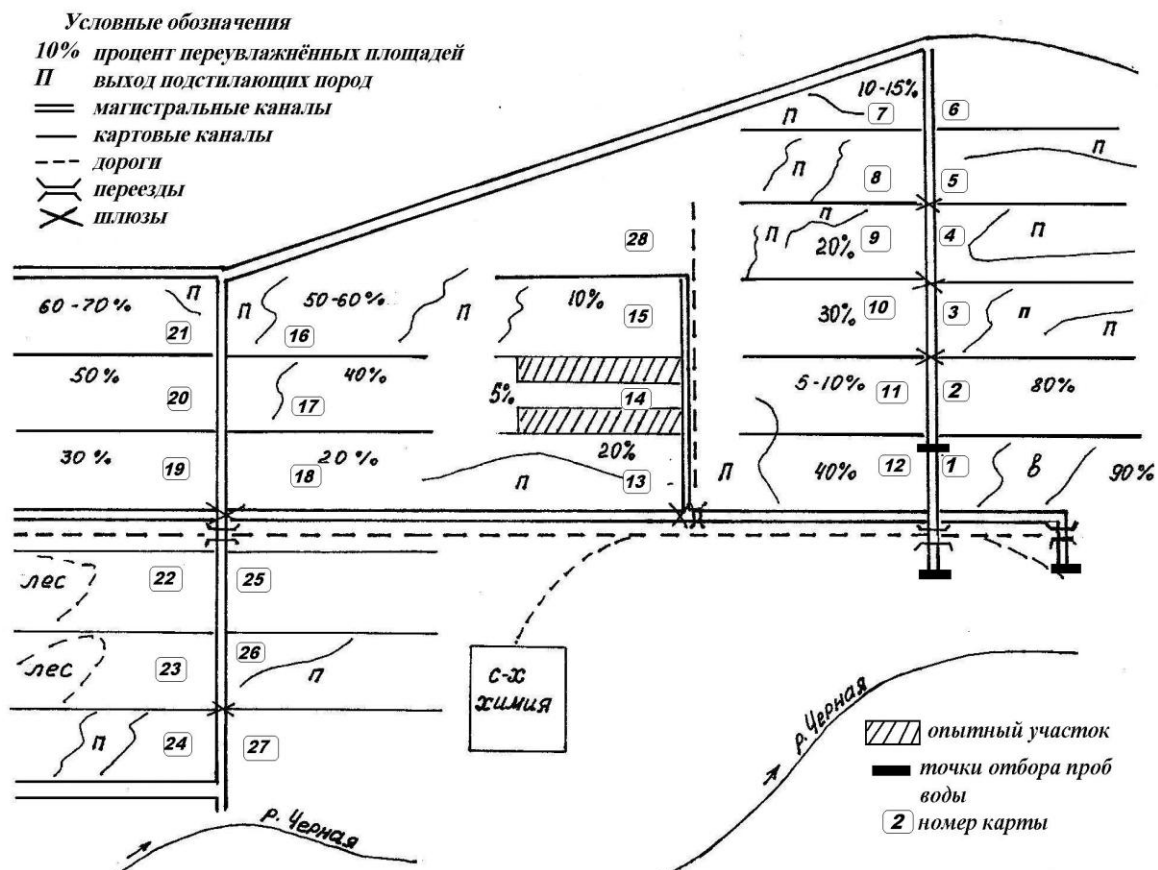 Условные обозначения
10% процент переувлажнённых площадей
П выход подстилающих пород
магистральные каналы
картовые каналы
дороги
переезды
шлюзы
10-15%
П
7
6
П
8
5
П
28
П
П
20%
9
4
П
60-70%
П
21
П
50-60%
16
П
10%
15
30%
10
3
п
П
50%
20
40%
17
5%
14
5-10%
11
2
80%
30%
19
20%
18
П
20%
13
П
40%
12
1
в
90%
лес
22
25
лес
23
26
П
с-х
химия
П
24
27
р. Черная
р. Черная
опытный участок
точки отбора проб
воды
2 номер карты